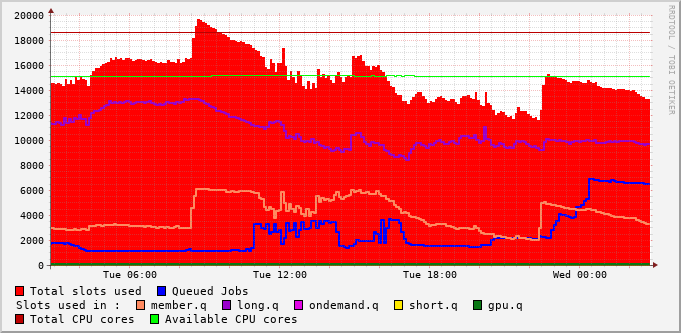 20000
18000
16000
14000
12000
10000
8000
6000
4000
2000
0
Tue 06:00 Tue 12:00 Tue 18:00 Wed 00:00
RRDTOOL / TOBI OETIKER
Total slots used Queued Jobs
Slots used in : member.q long.q ondemand.q short.q gpu.q
Total CPU cores Available CPU cores